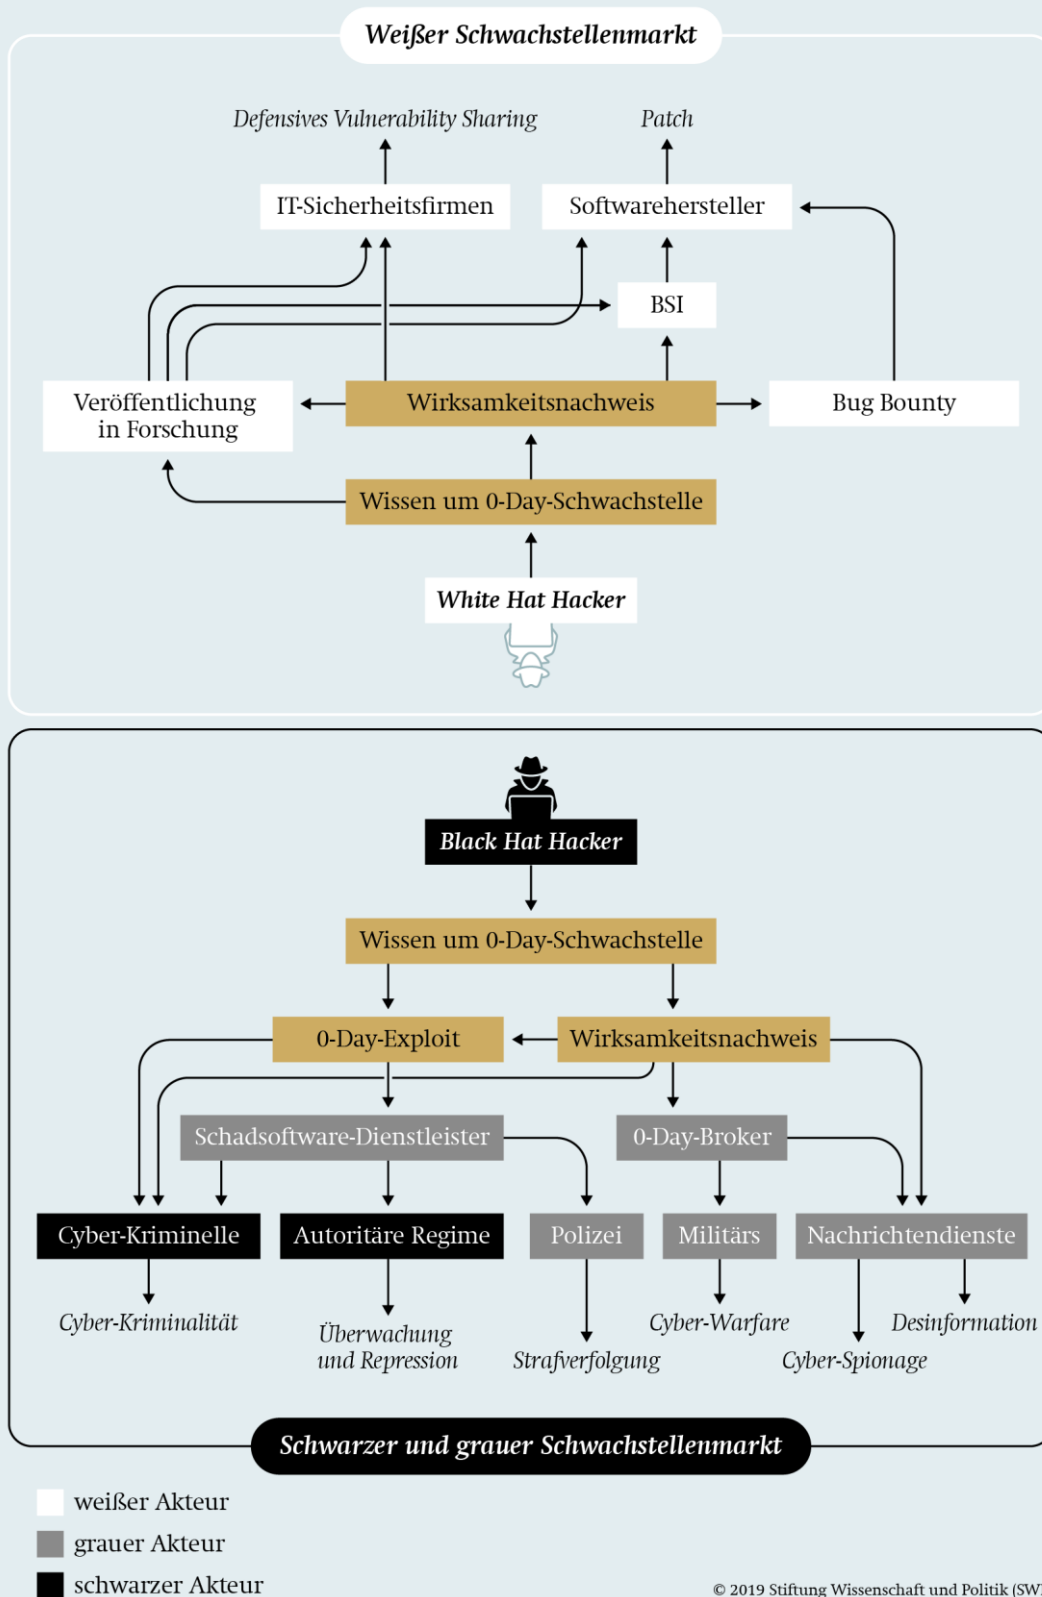 Weißer Schwachstellenmarkt
Defensives Vulnerability Sharing
Patch
IT-Sicherheitsfirmen
Softwarehersteller
BSI
Veröffentlichung
in Forschung
Wirksamkeitsnachweis
Bug Bounty
Wissen um 0-Day-Schwachstelle
White Hat Hacker
Black Hat Hacker
Wissen um 0-Day-Schwachstelle
0-Day-Exploit
Wirksamkeitsnachweis
Schadsoftware-Dienstleister
0-Day-Broker
Cyber-Kriminelle
Autoritäre Regime
Polizei
Militärs
Nachrichtendienste
Cyber-Kriminalität
Überwachung
und Repression
Strafverfolgung
Cyber-Warfare
Cyber-Spionage
Desinformation
Schwarzer und grauer Schwachstellenmarkt
weißer Akteur
grauer Akteur
schwarzer Akteur
© 2019 Stiftung Wissenschaft und Politik